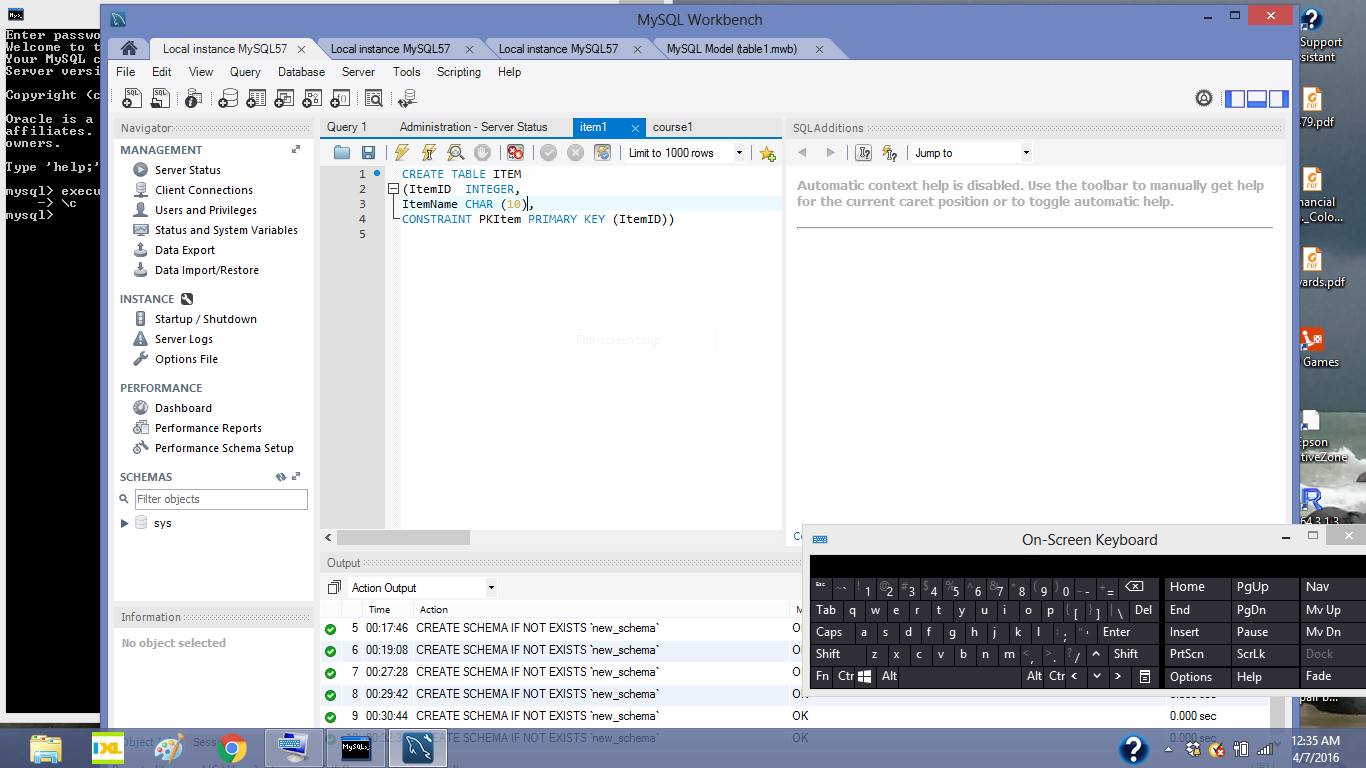 MySQL Workbench
Enter passwo
Welcome to t
Your MySQL c
Server versi
Copyright (c
Oracle is a
affiliates.
owners.
Type 'help;'
mysql> execu
-> \c
mysql>
Local instance MySQL57
Local instance MySQL57
Local instance MySQL57
MySQL Model (table1.mwb)
File Edit View Query Database Server Tools Scripting Help
Navigator
MANAGEMENT
Server Status
Client Connections
Users and Privileges
Status and System Variables
Data Export
Data Import/Restore
INSTANCE
Startup / Shutdown
Server Logs
Options File
PERFORMANCE
Dashboard
Performance Reports
Performance Schema Setup
SCHEMAS
Filter objects
sys
Information
No object selected
Query 1
Administration - Server Status
item1
course1
Limit to 1000 rows
1 CREATE TABLE ITEM
2 (ItemID INTEGER,
3 ItemName CHAR (10),
4 CONSTRAINT PKItem PRIMARY KEY (ItemID))
5
Full-screen Snip
SQLAdditions
Jump to
Automatic context help is disabled. Use the toolbar to manually get help
for the current caret position or to toggle automatic help.
Output
Action Output
Time Action M
5 00:17:46 CREATE SCHEMA IF NOT EXISTS `new_schema` O
6 00:19:08 CREATE SCHEMA IF NOT EXISTS `new_schema` O
7 00:27:28 CREATE SCHEMA IF NOT EXISTS `new_schema` O
8 00:29:42 CREATE SCHEMA IF NOT EXISTS `new_schema` OK 0.000 sec
9 00:30:44 CREATE SCHEMA IF NOT EXISTS `new_schema` OK 0.000 sec
CREATE SCHEMA IF NOT EXISTS `new_schema` OK 0.000 sec
Object In Sess
On-Screen Keyboard
Esc ~ ` ! 1 @ 2 # 3 $ 4 % 5 ^ 6 & 7 * 8 ( 9 ) 0 _ - + = Home PgUp Nav
Tab q w e r t y u i o p { [ } ] | \ Del End PgDn Mv Up
Caps a s d f g h j k l : ; " ' Enter Insert Pause Mv Dn
Shift z x c v b n m < , > . ? / ^ Shift PrtScn ScrLk Dock
Fn Ctr Alt Alt Ctr < v > Options Help Fade
Support
sistant
79.pdf
nancial
._Colo...
vards.pdf
Games
Epson
tiveZone
R
64 3.1.3
IXL
MySQL
12:35 AM
4/7/2016